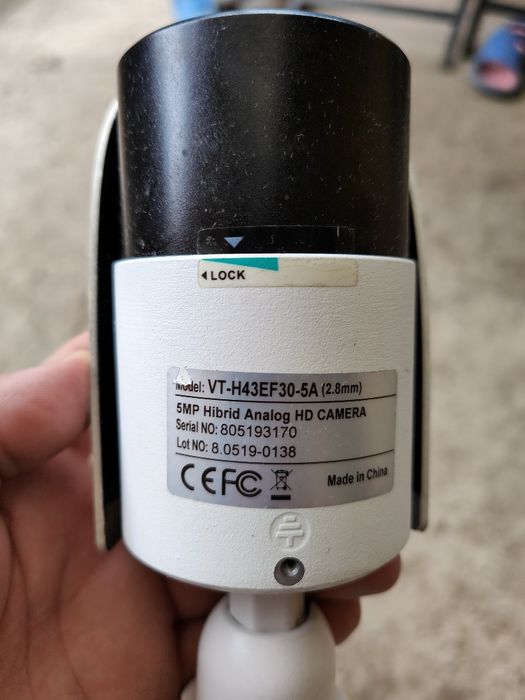 LOCK
Model: VT-H43EF30-5A (2.8mm)
5MP Hibrid Analog HD CAMERA
Serial NO: 805193170
Lot NO: 8.0519-0138
CE FC Made in China